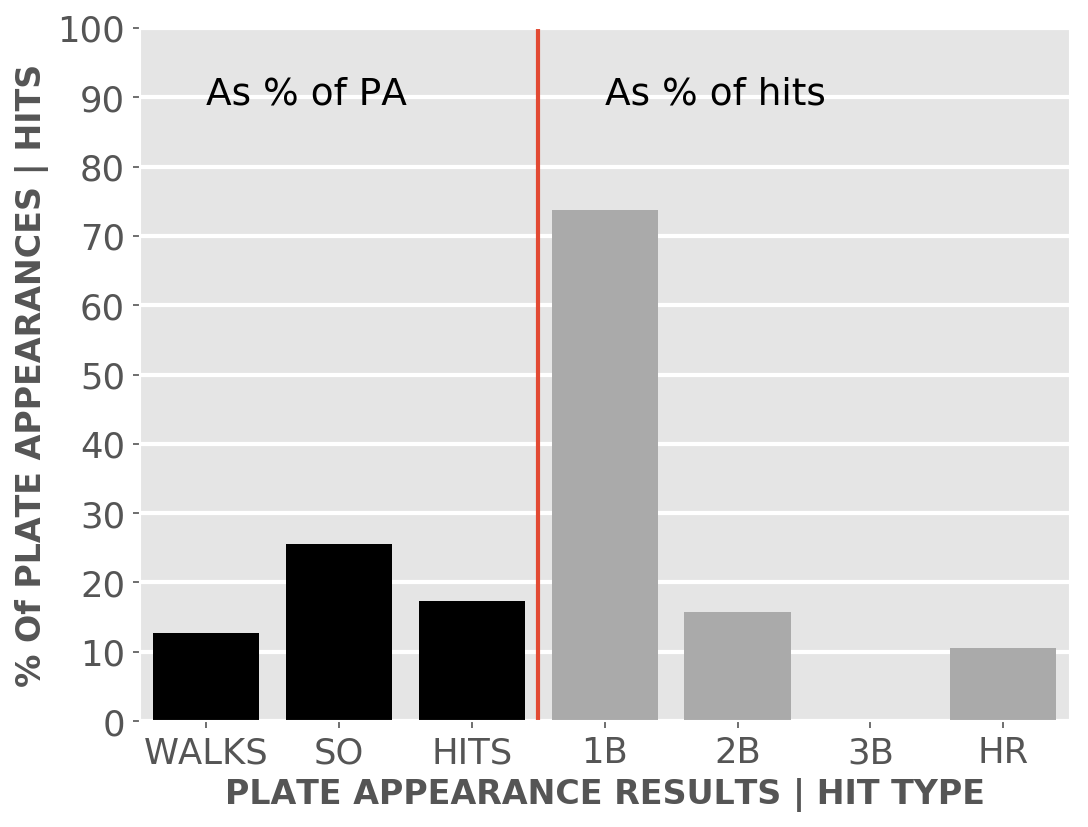 % Of PLATE APPEARANCES | HITS
100
90
80
70
60
50
40
30
20
10
0
As % of PA
As % of hits
WALKS SO HITS 1B 2B 3B HR
PLATE APPEARANCE RESULTS | HIT TYPE